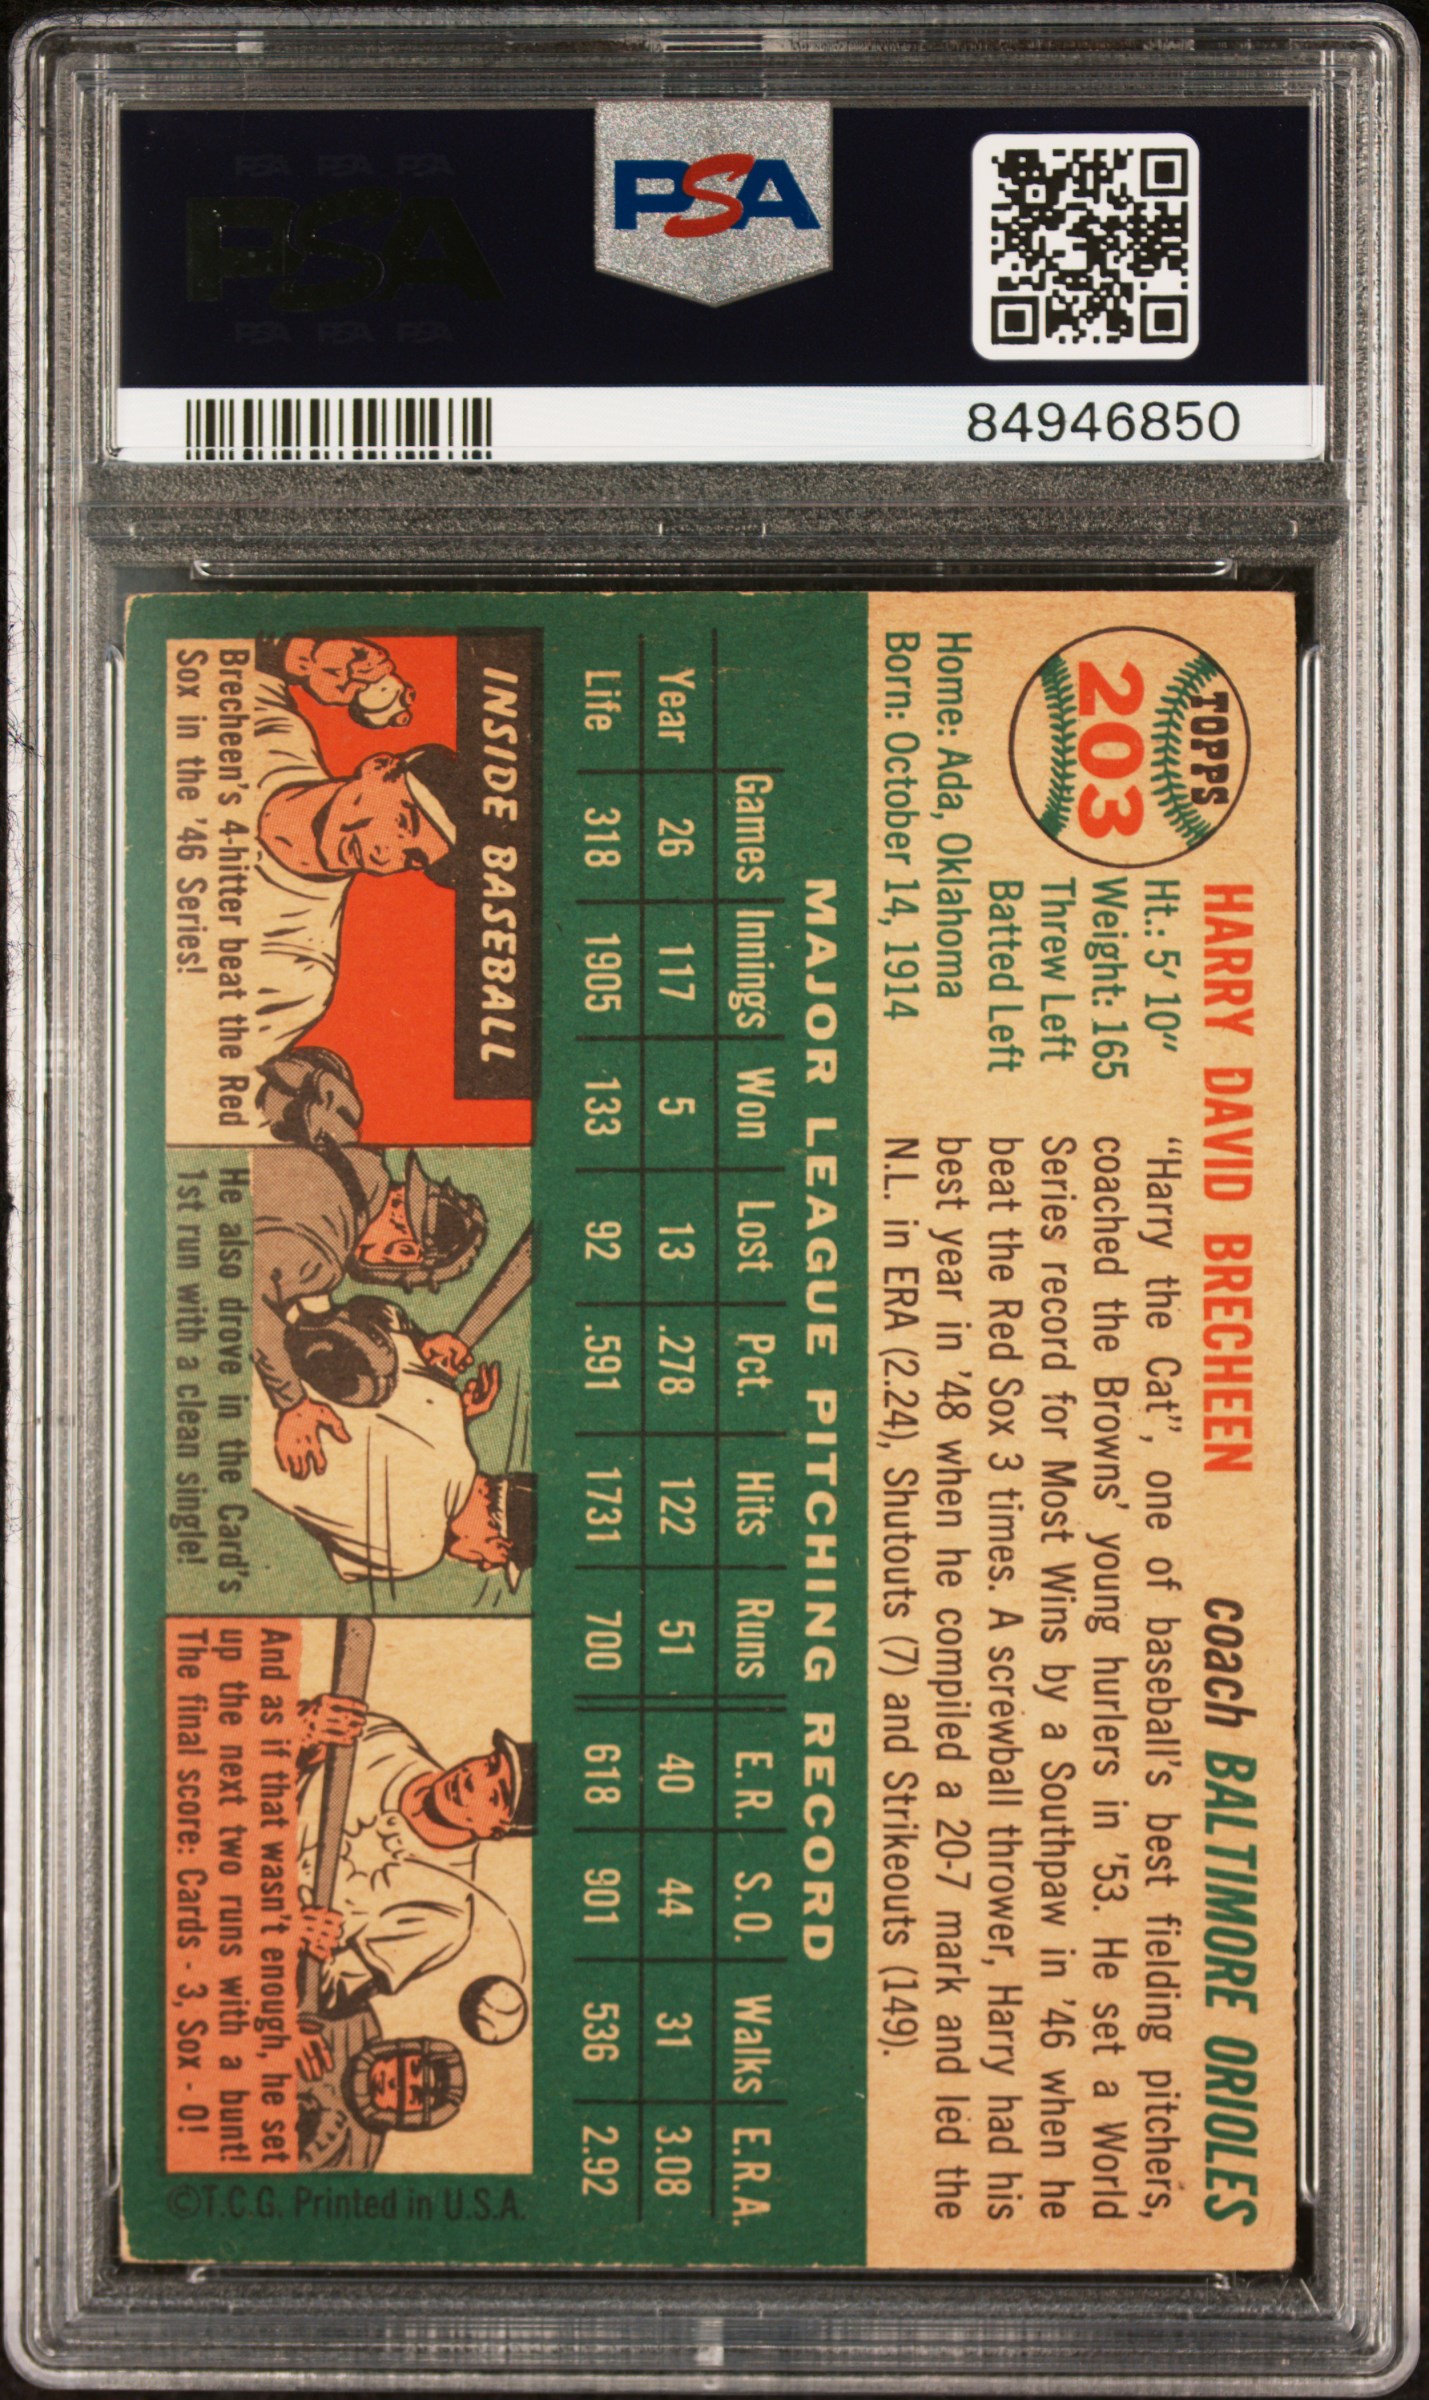 PSA PSA PSA
PSA
PSA PSA PSA
PSA
84946850
TOPPS
203
HARRY DAVID BRECHEEN
coach BALTIMORE ORIOLES
Ht.: 5' 10"
Weight: 165
Threw Left
Batted Left
Home: Ada, Oklahoma
Born: October 14, 1914
"Harry the Cat", one of baseball's best fielding pitchers,
coached the Browns' young hurlers in '53. He set a World
Series record for Most Wins by a Southpaw in '46 when he
beat the Red Sox 3 times. A screwball thrower, Harry had his
best year in '48 when he compiled a 20-7 mark and led the
N.L. in ERA (2.24), Shutouts (7) and Strikeouts (149).
MAJOR LEAGUE PITCHING RECORD
Games Innings Won Lost Pct. Hits Runs E.R. S.O. Walks E.R.A.
Year 26 117 5 13 .278 122 51 40 44 31 3.08
Life 318 1905 133 92 .591 1731 700 618 901 536 2.92
INSIDE BASEBALL
Brecheen's 4-hitter beat the Red
Sox in the '46 Series!
He also drove in the Card's
1st run with a clean single!
And as if that wasn't enough, he set
up the next two runs with a bunt!
The final score: Cards - 3, Sox - 0!
©T.C.G. Printed in U.S.A.